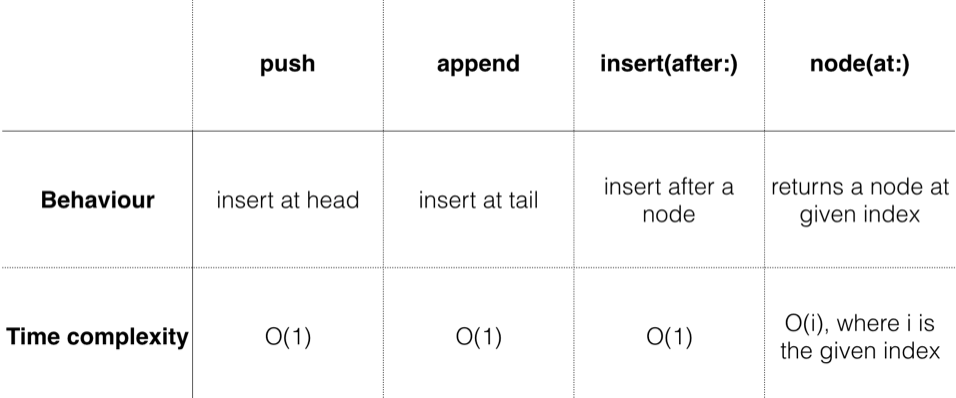 push append insert(after:) node(at:)
Behaviour insert at head insert at tail insert after a node returns a node at given index
Time complexity O(1) O(1) O(1) O(i), where i is the given index